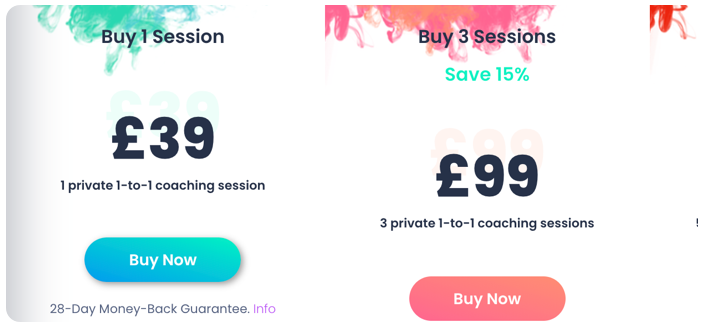 Buy 1 Session
£39
1 private 1-to-1 coaching session
Buy Now
28-Day Money-Back Guarantee. Info
Buy 3 Sessions
Save 15%
£99
3 private 1-to-1 coaching sessions
Buy Now